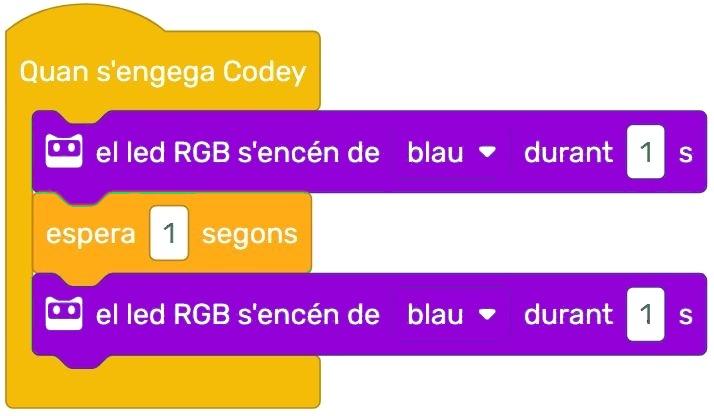 Quan s'engega Codey
el led RGB s'encén de blau durant 1 s
espera 1 segons
el led RGB s'encén de blau durant 1 s